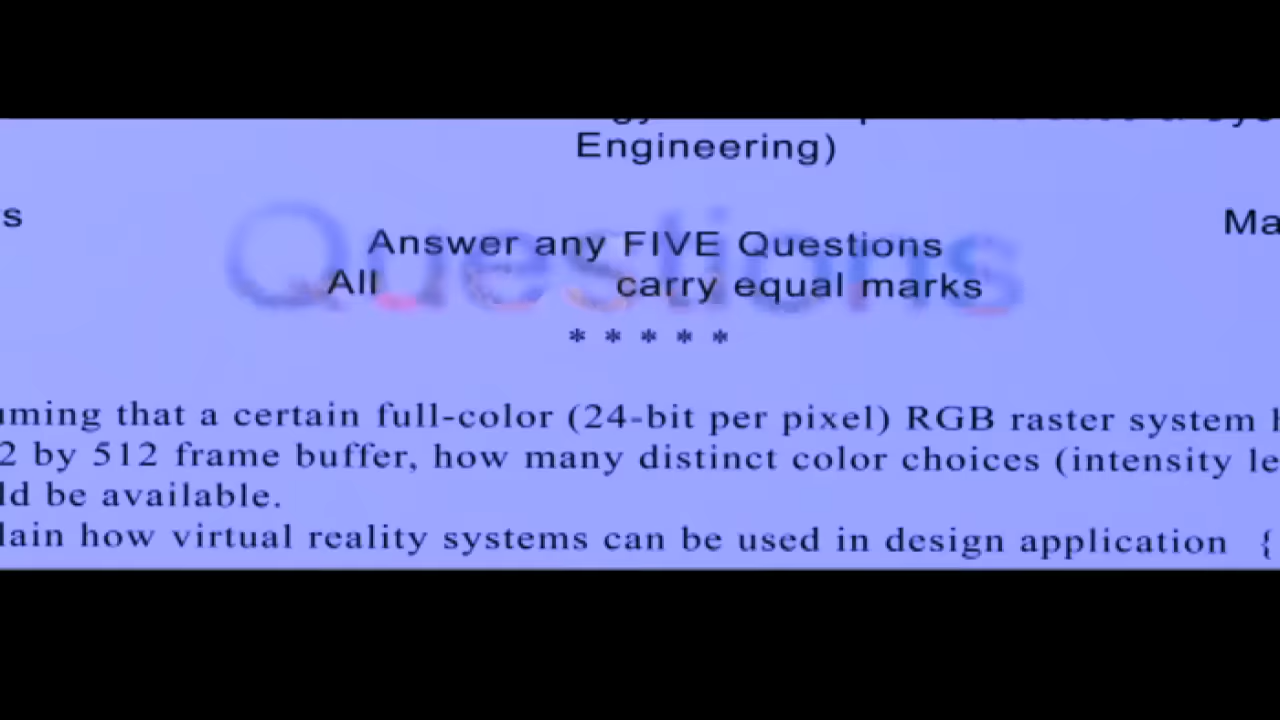 Engineering)
s Ma
Answer any FIVE Questions
All Questions carry equal marks
* * * * *
uming that a certain full-color (24-bit per pixel) RGB raster system h
2 by 512 frame buffer, how many distinct color choices (intensity le
ld be available.
lain how virtual reality systems can be used in design application {